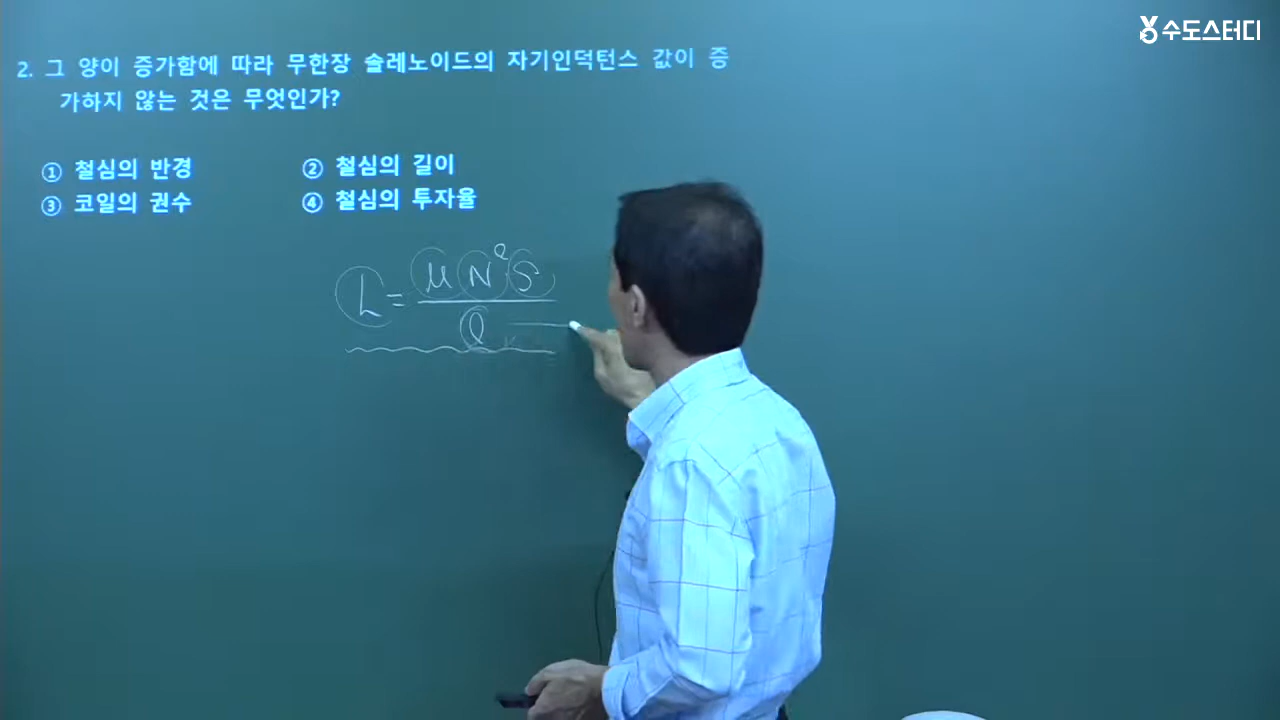 수도스터디
2. 그 양이 증가함에 따라 무한장 솔레노이드의 자기인덕턴스 값이 증
가하지 않는 것은 무엇인가?
① 철심의 반경 ② 철심의 길이
③ 코일의 권수 ④ 철심의 투자율
L = μN²S
l